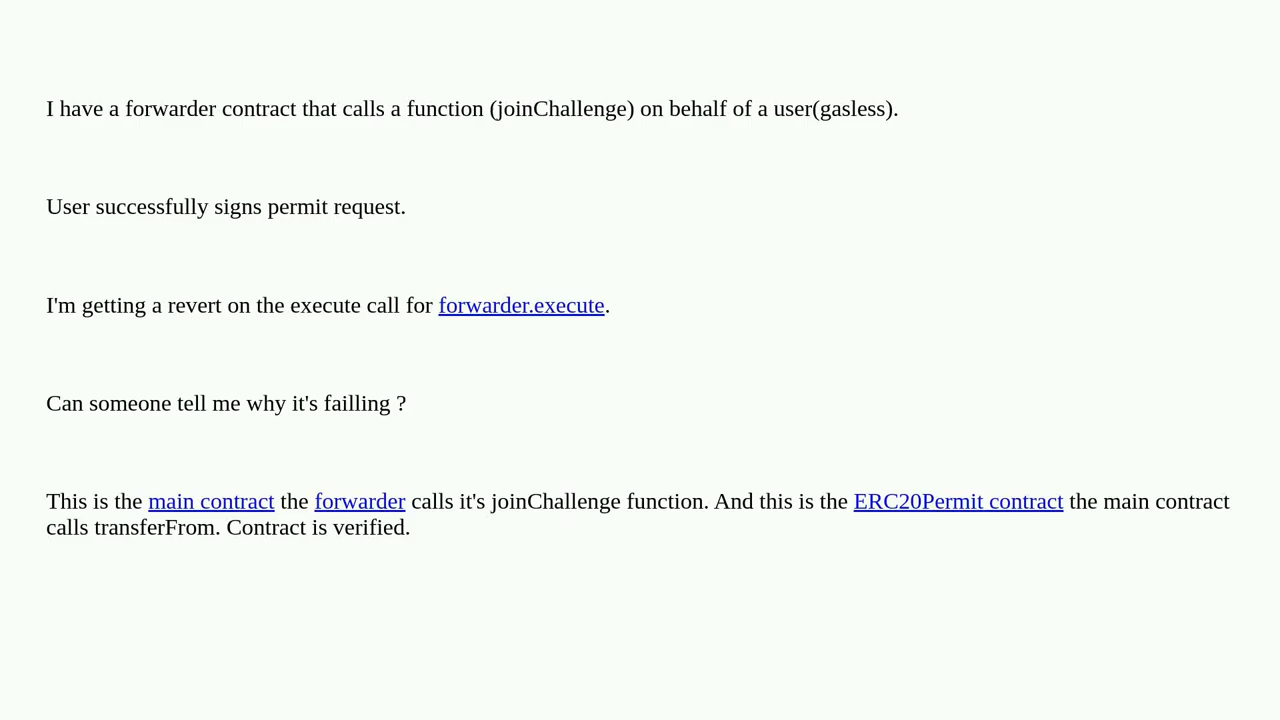 I have a forwarder contract that calls a function (joinChallenge) on behalf of a user(gasless).
User successfully signs permit request.
I'm getting a revert on the execute call for forwarder.execute.
Can someone tell me why it's failling ?
This is the main contract the forwarder calls it's joinChallenge function. And this is the ERC20Permit contract the main contract
calls transferFrom. Contract is verified.